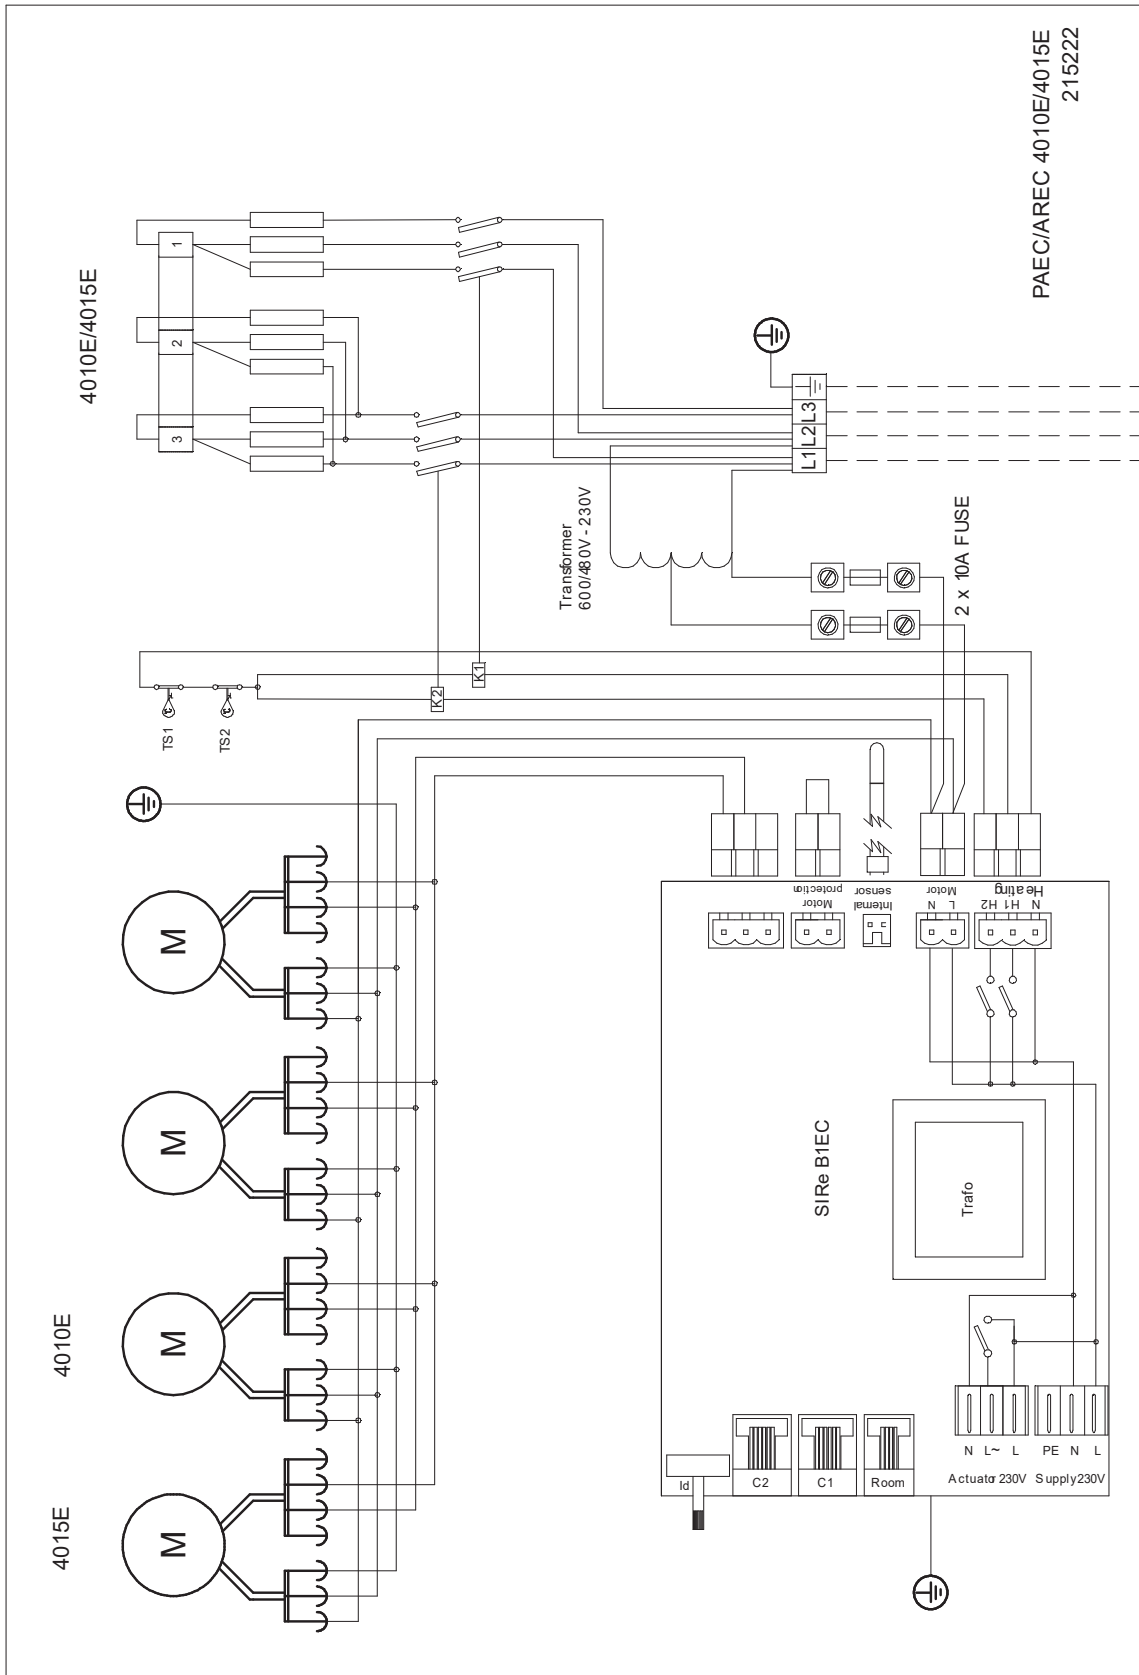 PAEC/AREC 4010E/4015E
215222
4010E/4015E
1
2
3
L1
L2
L3
Transformer
600/480V - 230V
2 x 10A FUSE
K1
K2
TS1
TS2
M
M
M
M
4010E
4015E
Motor
protection
Internal
sensor
Motor
N
L
Heating
H2
H1
N
SIRe B1EC
Trafo
Id
C2
C1
Room
N
L~
L
PE
N
L
Actuator 230V
Supply 230V